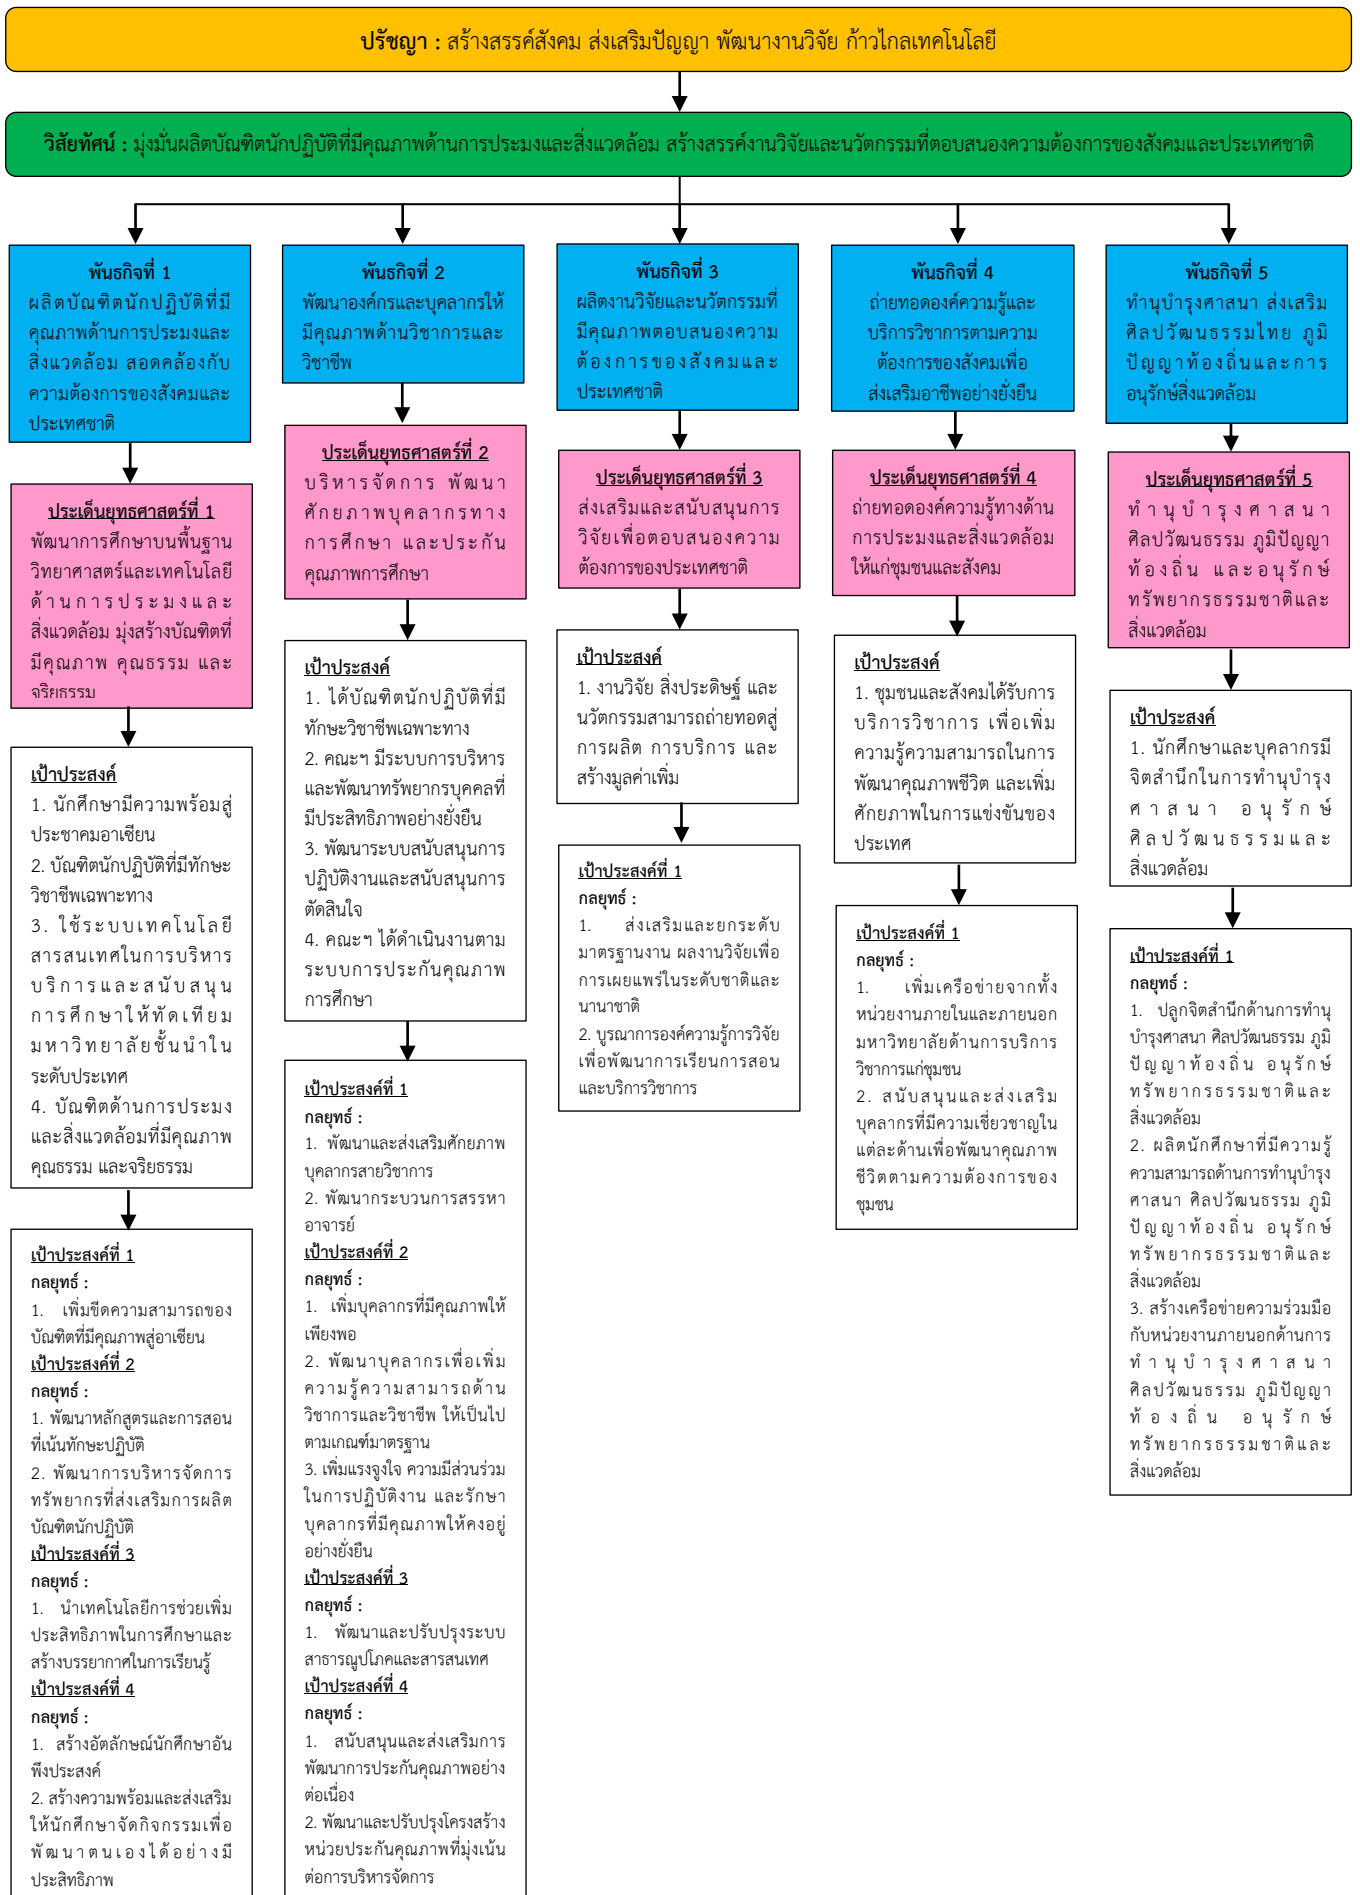 ปรัชญา : สร้างสรรค์สังคม ส่งเสริมปัญญา พัฒนางานวิจัย ก้าวไกลเทคโนโลยี
วิสัยทัศน์ : มุ่งมั่นผลิตบัณฑิตนักปฏิบัติที่มีคุณภาพด้านการประมงและสิ่งแวดล้อม สร้างสรรค์งานวิจัยและนวัตกรรมที่ตอบสนองความต้องการของสังคมและประเทศชาติ
พันธกิจที่ 1
ผลิตบัณฑิตนักปฏิบัติที่มี
คุณภาพด้านการประมงและ
สิ่งแวดล้อม สอดคล้องกับ
ความต้องการของสังคมและ
ประเทศชาติ
ประเด็นยุทธศาสตร์ที่ 1
พัฒนาการศึกษาบนพื้นฐาน
วิทยาศาสตร์และเทคโนโลยี
ด้านการประมงและ
สิ่งแวดล้อม มุ่งสร้างบัณฑิตที่
มีคุณภาพ คุณธรรม และ
จริยธรรม
เป้าประสงค์
1. นักศึกษามีความพร้อมสู่
ประชาคมอาเซียน
2. บัณฑิตนักปฏิบัติที่มีทักษะ
วิชาชีพเฉพาะทาง
3. ใช้ระบบเทคโนโลยี
สารสนเทศในการบริหาร
บริการและสนับสนุน
การศึกษาให้ทัดเทียม
มหาวิทยาลัยชั้นนำใน
ระดับประเทศ
4. บัณฑิตด้านการประมง
และสิ่งแวดล้อมที่มีคุณภาพ
คุณธรรม และจริยธรรม
เป้าประสงค์ที่ 1
กลยุทธ์ :
1. เพิ่มขีดความสามารถของ
บัณฑิตที่มีคุณภาพสู่อาเซียน
เป้าประสงค์ที่ 2
กลยุทธ์ :
1. พัฒนาหลักสูตรและการสอน
ที่เน้นทักษะปฏิบัติ
2. พัฒนาการบริหารจัดการ
ทรัพยากรที่ส่งเสริมการผลิต
บัณฑิตนักปฏิบัติ
เป้าประสงค์ที่ 3
กลยุทธ์ :
1. นำเทคโนโลยีการช่วยเพิ่ม
ประสิทธิภาพในการศึกษาและ
สร้างบรรยากาศในการเรียนรู้
เป้าประสงค์ที่ 4
กลยุทธ์ :
1. สร้างอัตลักษณ์นักศึกษาอัน
พึงประสงค์
2. สร้างความพร้อมและส่งเสริม
ให้นักศึกษาจัดกิจกรรมเพื่อ
พัฒนาตนเองได้อย่างมี
ประสิทธิภาพ
พันธกิจที่ 2
พัฒนาองค์กรและบุคลากรให้
มีคุณภาพด้านวิชาการและ
วิชาชีพ
ประเด็นยุทธศาสตร์ที่ 2
บริหารจัดการ พัฒนา
ศักยภาพบุคลากรทาง
การศึกษา และประกัน
คุณภาพการศึกษา
เป้าประสงค์
1. ได้บัณฑิตนักปฏิบัติที่มี
ทักษะวิชาชีพเฉพาะทาง
2. คณะฯ มีระบบการบริหาร
และพัฒนาทรัพยากรบุคคลที่
มีประสิทธิภาพอย่างยั่งยืน
3. พัฒนาระบบสนับสนุนการ
ปฏิบัติงานและสนับสนุนการ
ตัดสินใจ
4. คณะฯ ได้ดำเนินงานตาม
ระบบการประกันคุณภาพ
การศึกษา
เป้าประสงค์ที่ 1
กลยุทธ์ :
1. พัฒนาและส่งเสริมศักยภาพ
บุคลากรสายวิชาการ
2. พัฒนากระบวนการสรรหา
อาจารย์
เป้าประสงค์ที่ 2
กลยุทธ์ :
1. เพิ่มบุคลากรที่มีคุณภาพให้
เพียงพอ
2. พัฒนาบุคลากรเพื่อเพิ่ม
ความรู้ความสามารถด้าน
วิชาการและวิชาชีพ ให้เป็นไป
ตามเกณฑ์มาตรฐาน
3. เพิ่มแรงจูงใจ ความมีส่วนร่วม
ในการปฏิบัติงาน และรักษา
บุคลากรที่มีคุณภาพให้คงอยู่
อย่างยั่งยืน
เป้าประสงค์ที่ 3
กลยุทธ์ :
1. พัฒนาและปรับปรุงระบบ
สาธารณูปโภคและสารสนเทศ
เป้าประสงค์ที่ 4
กลยุทธ์ :
1. สนับสนุนและส่งเสริมการ
พัฒนาการประกันคุณภาพอย่าง
ต่อเนื่อง
2. พัฒนาและปรับปรุงโครงสร้าง
หน่วยประกันคุณภาพที่มุ่งเน้น
ต่อการบริหารจัดการ
พันธกิจที่ 3
ผลิตงานวิจัยและนวัตกรรมที่
มีคุณภาพตอบสนองความ
ต้องการของสังคมและ
ประเทศชาติ
ประเด็นยุทธศาสตร์ที่ 3
ส่งเสริมและสนับสนุนการ
วิจัยเพื่อตอบสนองความ
ต้องการของประเทศชาติ
เป้าประสงค์
1. งานวิจัย สิ่งประดิษฐ์ และ
นวัตกรรมสามารถถ่ายทอดสู่
การผลิต การบริการ และ
สร้างมูลค่าเพิ่ม
เป้าประสงค์ที่ 1
กลยุทธ์ :
1. ส่งเสริมและยกระดับ
มาตรฐานงาน ผลงานวิจัยเพื่อ
การเผยแพร่ในระดับชาติและ
นานาชาติ
2. บูรณาการองค์ความรู้การวิจัย
เพื่อพัฒนาการเรียนการสอน
และบริการวิชาการ
พันธกิจที่ 4
ถ่ายทอดองค์ความรู้และ
บริการวิชาการตามความ
ต้องการของสังคมเพื่อ
ส่งเสริมอาชีพอย่างยั่งยืน
ประเด็นยุทธศาสตร์ที่ 4
ถ่ายทอดองค์ความรู้ทางด้าน
การประมงและสิ่งแวดล้อม
ให้แก่ชุมชนและสังคม
เป้าประสงค์
1. ชุมชนและสังคมได้รับการ
บริการวิชาการ เพื่อเพิ่ม
ความรู้ความสามารถในการ
พัฒนาคุณภาพชีวิต และเพิ่ม
ศักยภาพในการแข่งขันของ
ประเทศ
เป้าประสงค์ที่ 1
กลยุทธ์ :
1. เพิ่มเครือข่ายจากทั้ง
หน่วยงานภายในและภายนอก
มหาวิทยาลัยด้านการบริการ
วิชาการแก่ชุมชน
2. สนับสนุนและส่งเสริม
บุคลากรที่มีความเชี่ยวชาญใน
แต่ละด้านเพื่อพัฒนาคุณภาพ
ชีวิตตามความต้องการของ
ชุมชน
พันธกิจที่ 5
ทำนุบำรุงศาสนา ส่งเสริม
ศิลปวัฒนธรรมไทย ภูมิ
ปัญญาท้องถิ่นและการ
อนุรักษ์สิ่งแวดล้อม
ประเด็นยุทธศาสตร์ที่ 5
ทำนุบำรุงศาสนา
ศิลปวัฒนธรรม ภูมิปัญญา
ท้องถิ่น และอนุรักษ์
ทรัพยากรธรรมชาติและ
สิ่งแวดล้อม
เป้าประสงค์
1. นักศึกษาและบุคลากรมี
จิตสำนึกในการทำนุบำรุง
ศาสนา อนุรักษ์
ศิลปวัฒนธรรมและ
สิ่งแวดล้อม
เป้าประสงค์ที่ 1
กลยุทธ์ :
1. ปลูกจิตสำนึกด้านการทำนุ
บำรุงศาสนา ศิลปวัฒนธรรม ภูมิ
ปัญญาท้องถิ่น อนุรักษ์
ทรัพยากรธรรมชาติและ
สิ่งแวดล้อม
2. ผลิตนักศึกษาที่มีความรู้
ความสามารถด้านการทำนุบำรุง
ศาสนา ศิลปวัฒนธรรม ภูมิ
ปัญญาท้องถิ่น อนุรักษ์
ทรัพยากรธรรมชาติและ
สิ่งแวดล้อม
3. สร้างเครือข่ายความร่วมมือ
กับหน่วยงานภายนอกด้านการ
ทำนุบำรุงศาสนา
ศิลปวัฒนธรรม ภูมิปัญญา
ท้องถิ่น อนุรักษ์
ทรัพยากรธรรมชาติและ
สิ่งแวดล้อม